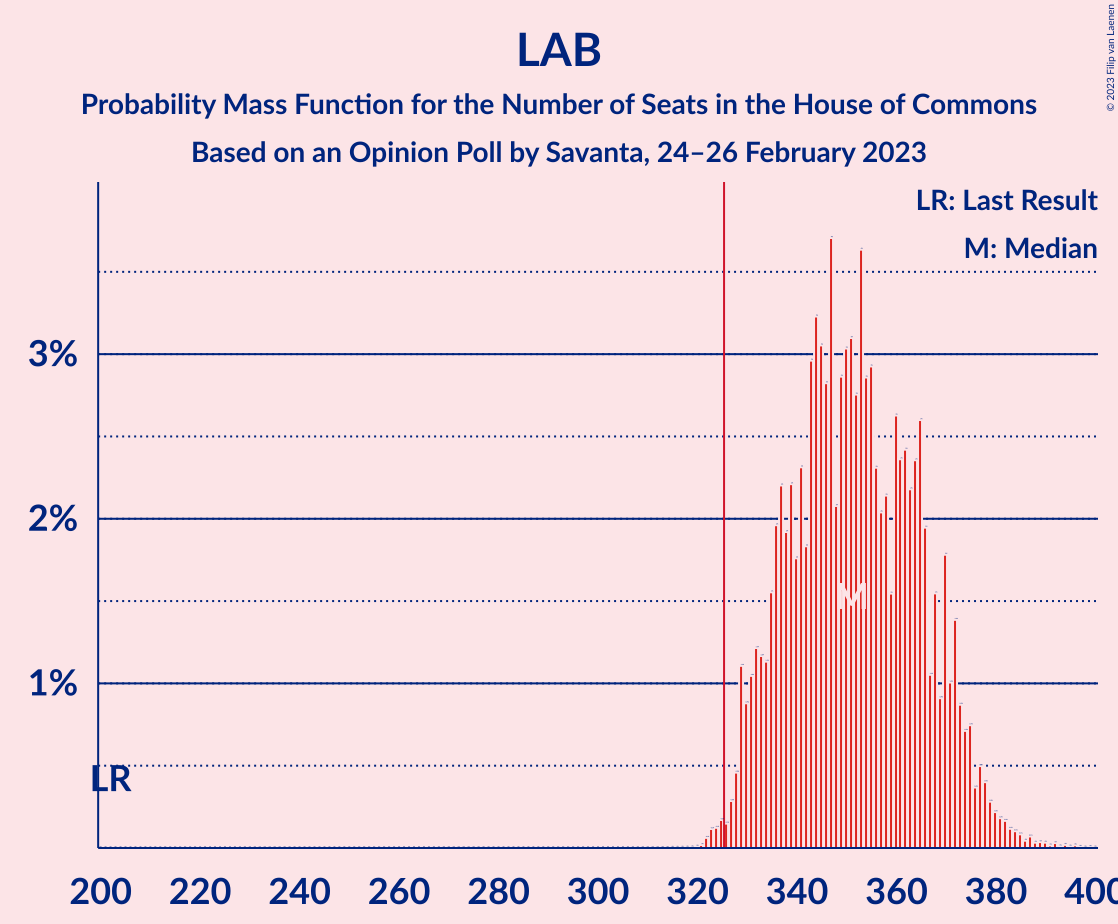 LAB
Probability Mass Function for the Number of Seats in the House of Commons
Based on an Opinion Poll by Savanta, 24–26 February 2023
© 2023 Filip van Laenen
LR: Last Result
M: Median
3%
2%
M
1%
LR
200 220 240 260 280 300 320 340 360 380 400